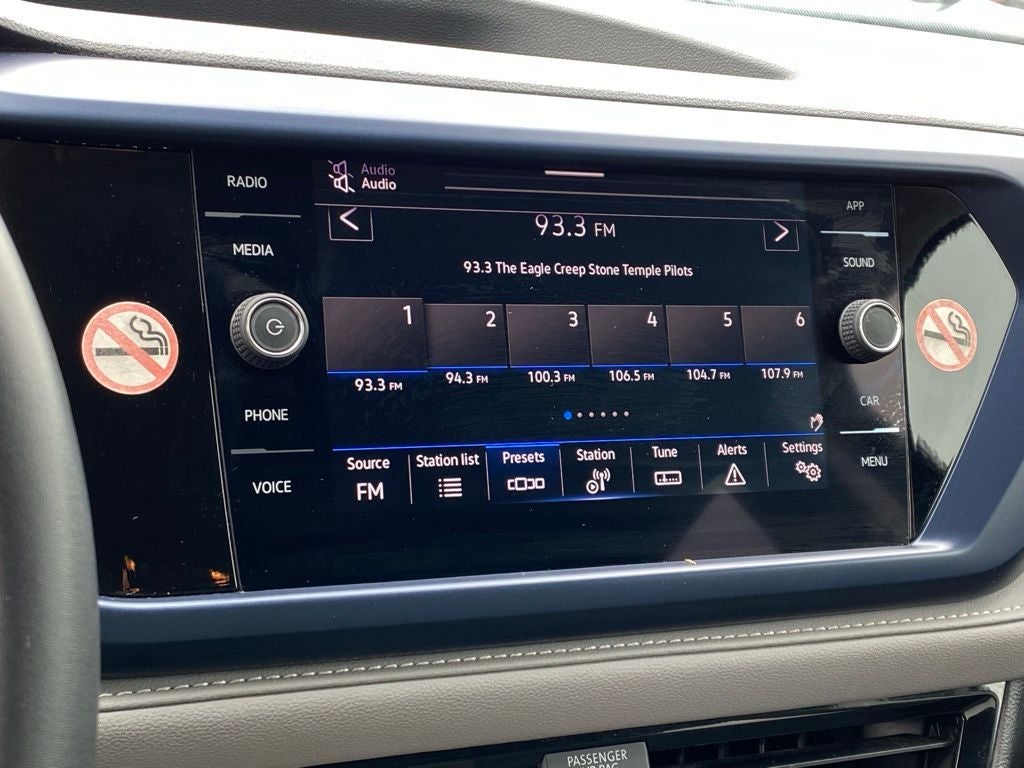 RADIO
MEDIA
PHONE
VOICE
Audio
Audio
93.3 FM
93.3 The Eagle Creep Stone Temple Pilots
1 2 3 4 5 6
93.3 FM 94.3 FM 100.3 FM 106.5 FM 104.7 FM 107.9 FM
Source Station list Presets Station Tune Alerts Settings
FM
APP
SOUND
CAR
MENU
PASSENGER